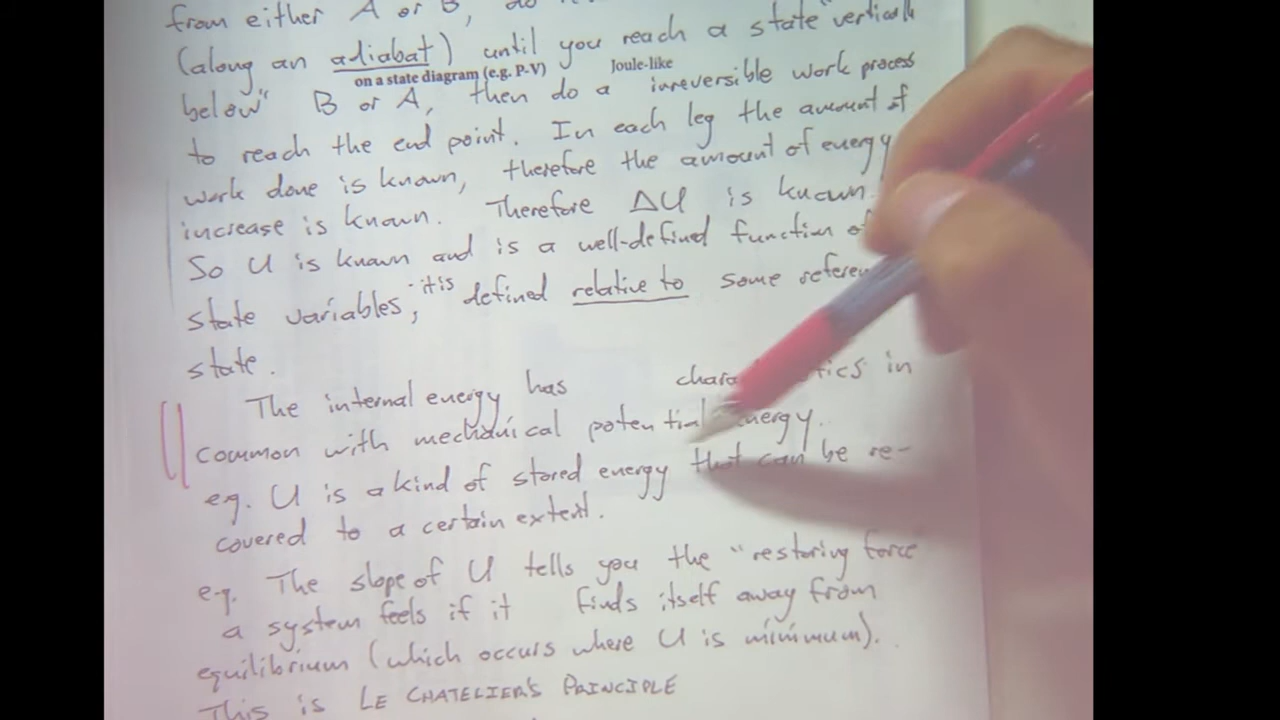 from either A or B,
(along an adiabat) until you reach a state "vertically
on a state diagram (e.g. P-V) Joule-like
below" B or A, then do a irreversible work process
to reach the end point. In each leg the amount of
work done is known, therefore the amount of energy
increase is known. Therefore ΔU is known.
So U is known and is a well-defined function of
state variables; it is defined relative to some
state.
The internal energy has in
common with mechanical potential energy.
e.g. U is a kind of stored energy that can be re-
covered to a certain extent.
e.g. The slope of U tells you the "restoring force
a system feels if it finds itself away from
equilibrium (which occurs where U is minimum).
This is LE CHATELIER'S PRINCIPLE